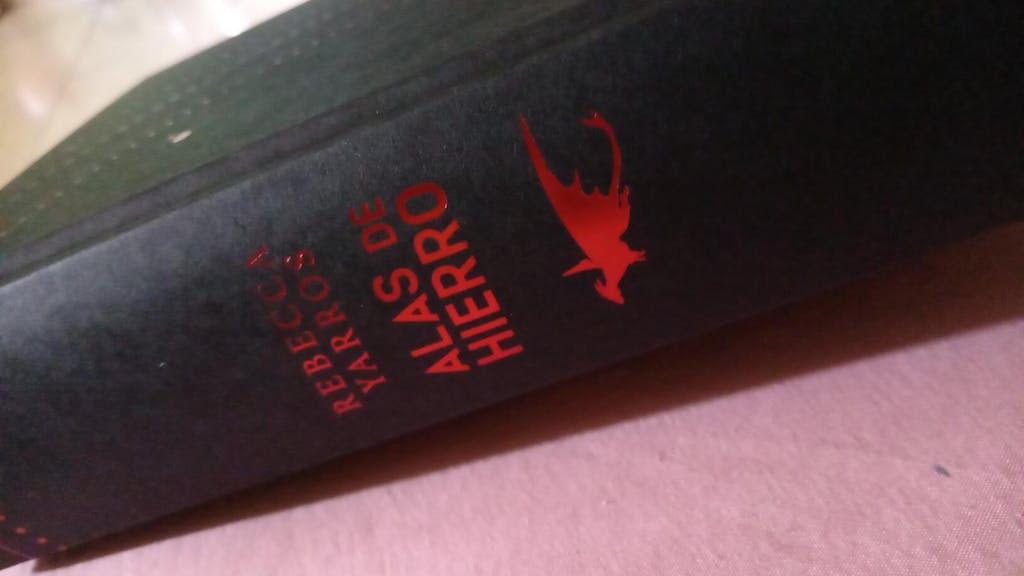 REBECCA
YARROS
ALAS DE
HIERRO